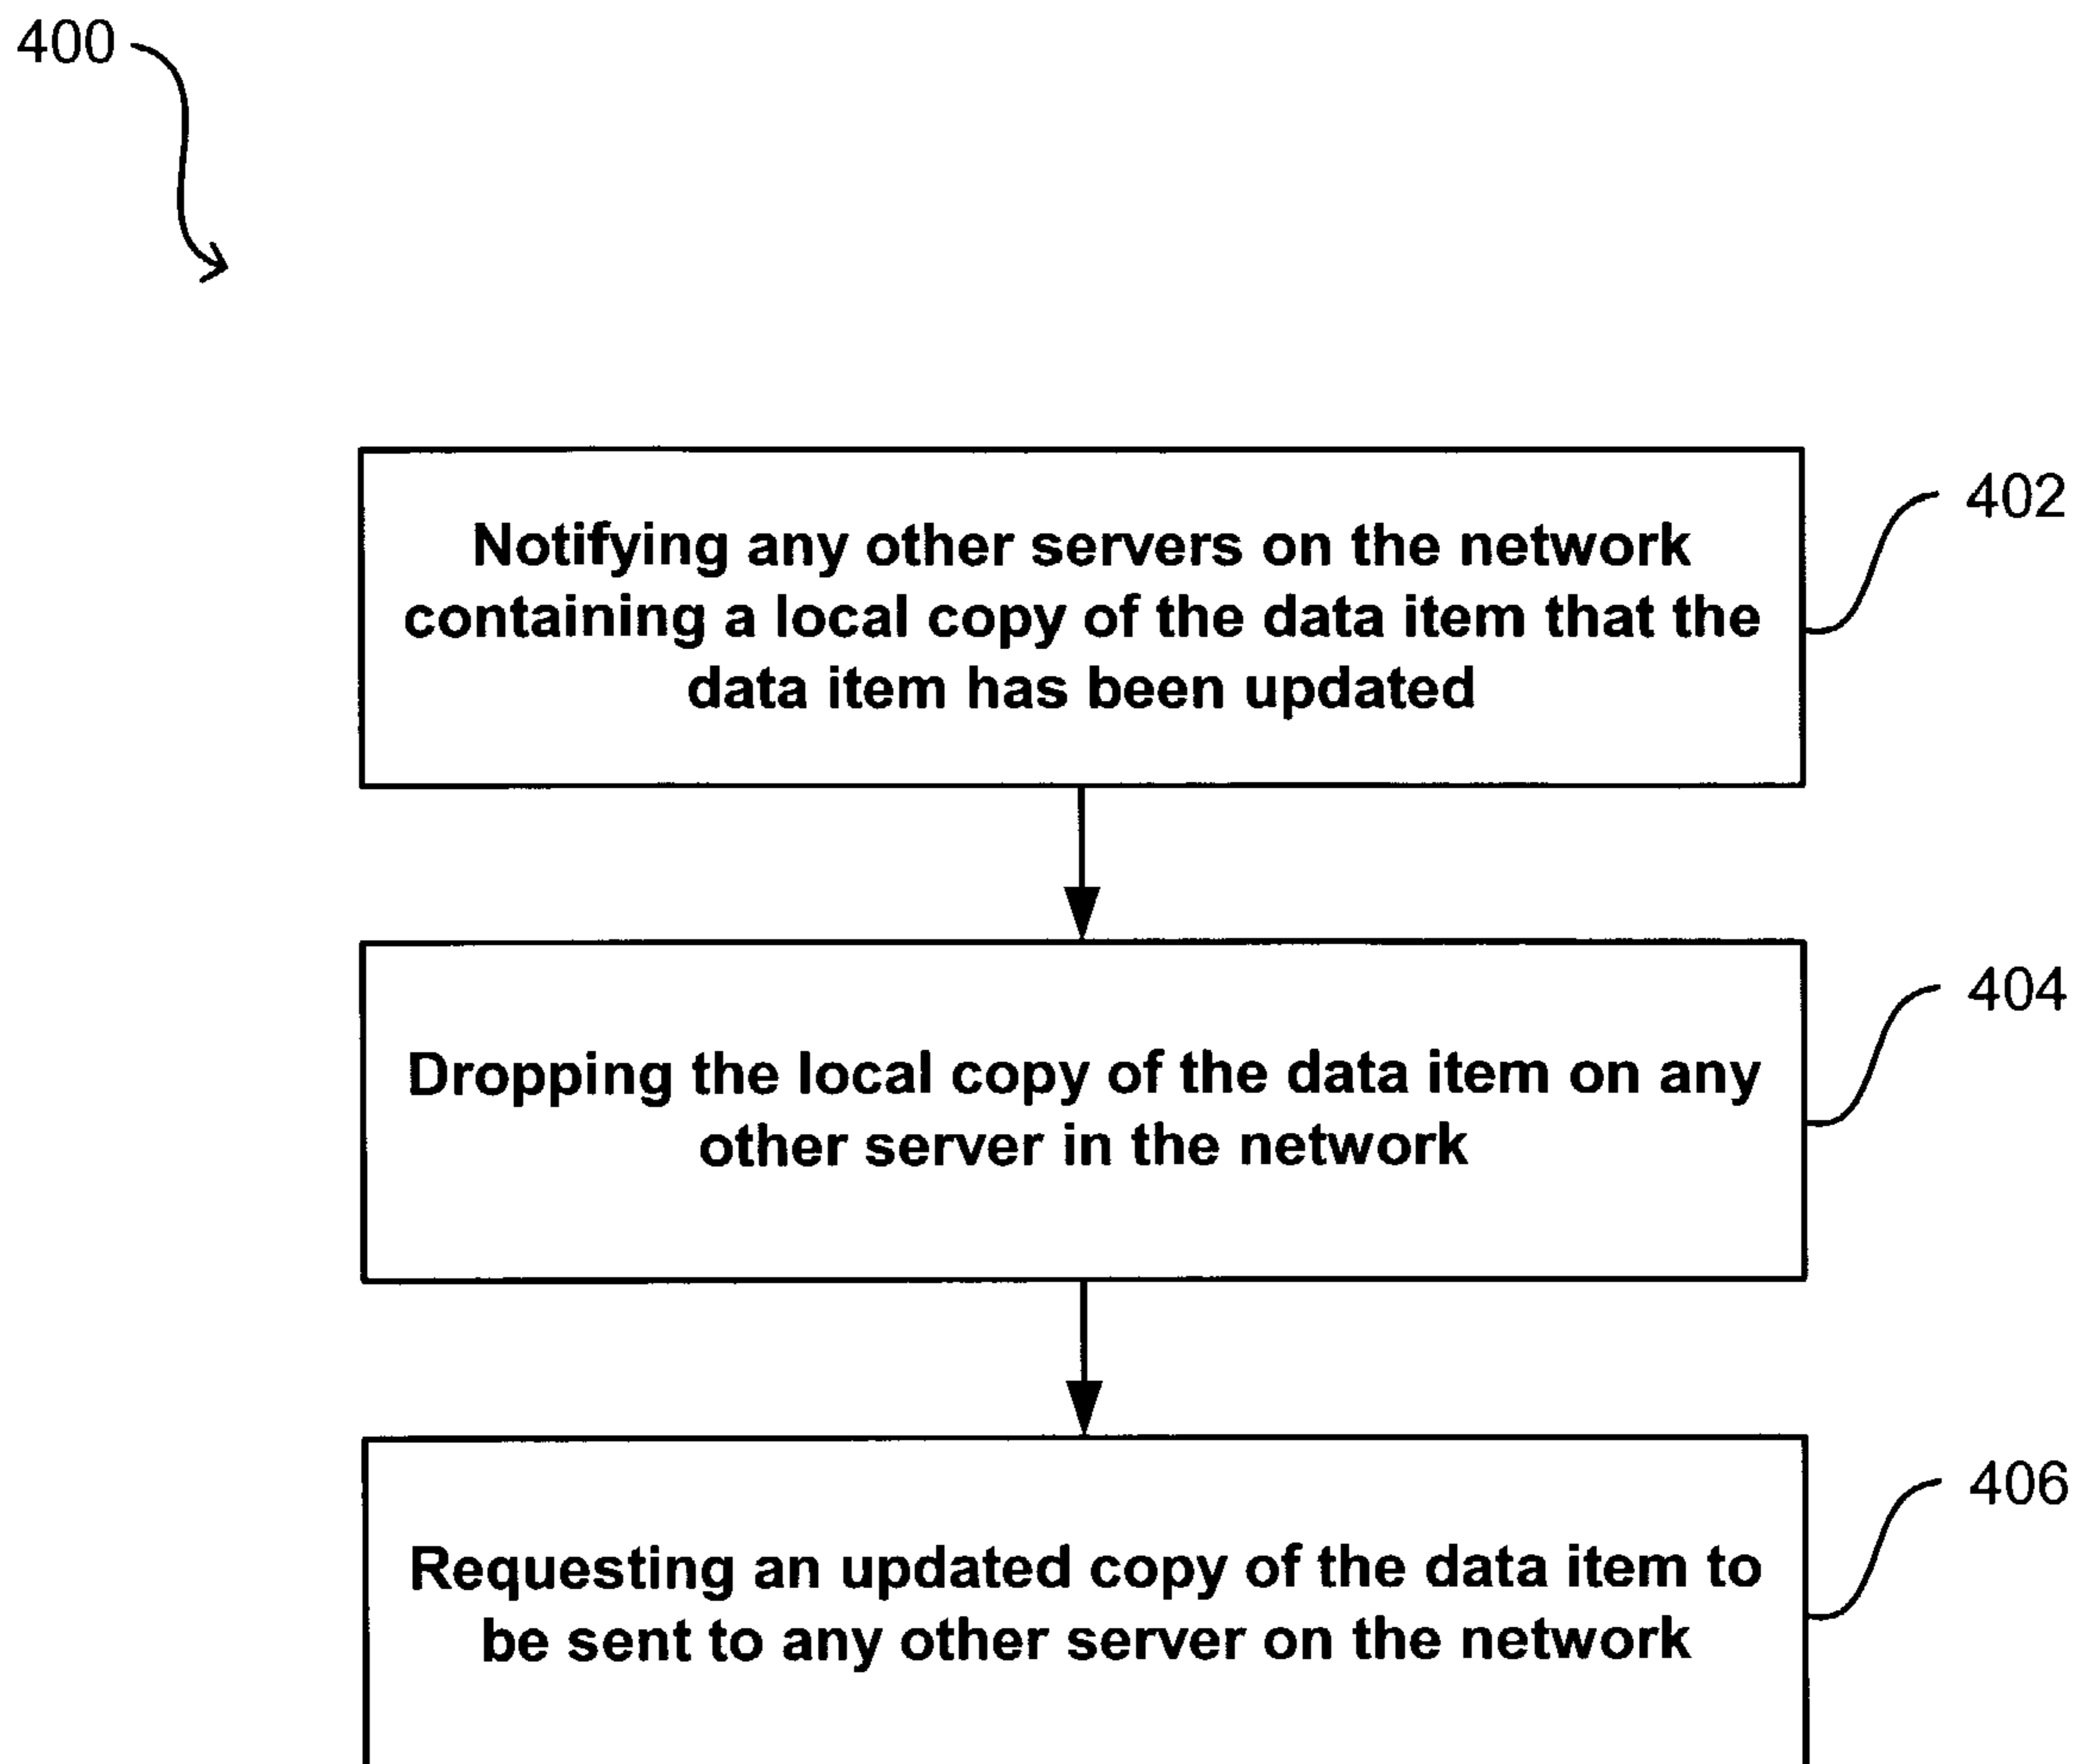 400
402
Notifying any other servers on the network
containing a local copy of the data item that the
data item has been updated
404
Dropping the local copy of the data item on any
other server in the network
406
Requesting an updated copy of the data item to
be sent to any other server on the network